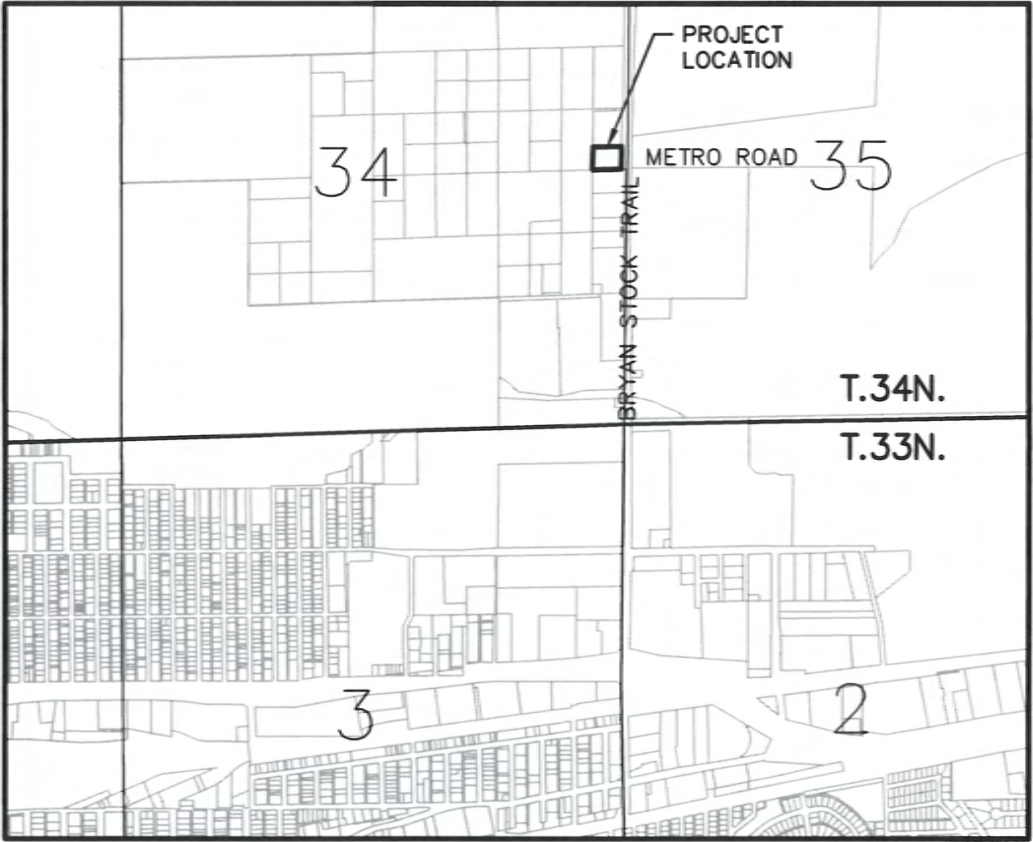 PROJECT
LOCATION
34
METRO ROAD
35
BRYAN STOCK TRAIL
T.34N.
T.33N.
3
2